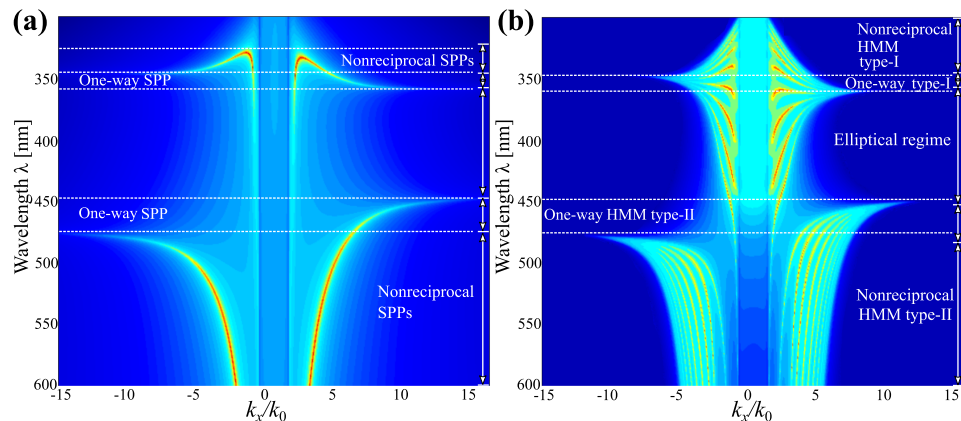 (a)
Wavelength λ [nm]
350
400
450
500
550
600
One-way SPP
Nonreciprocal SPPs
One-way SPP
Nonreciprocal
SPPs
-15
-10
-5
0
5
10
15
kx/k0
(b)
Wavelength λ [nm]
350
400
450
500
550
600
Nonreciprocal
HMM
type-I
One-way type-I
Elliptical regime
One-way HMM type-II
Nonreciprocal
HMM type-II
-15
-10
-5
0
5
10
15
kx/k0